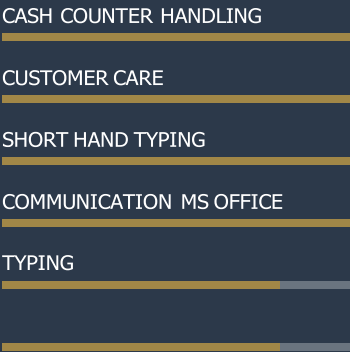 CASH COUNTER HANDLING
CUSTOMER CARE
SHORT HAND TYPING
COMMUNICATION MS OFFICE
TYPING